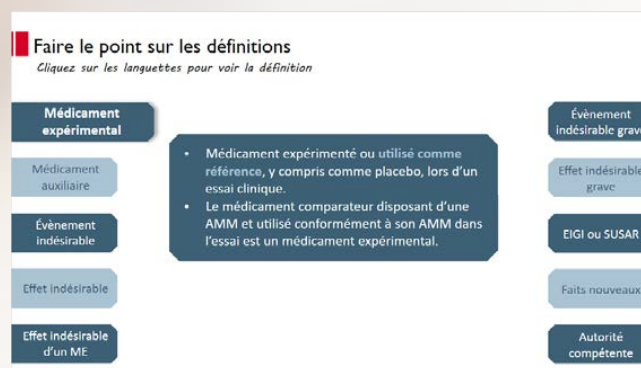 Faire le point sur les définitions
Cliquez sur les languettes pour voir la définition
Médicament
expérimental
Médicament
auxiliaire
Évènement
indésirable
Effet indésirable
Effet indésirable
d'un ME
• Médicament expérimenté ou utilisé comme
référence, y compris comme placebo, lors d'un
essai clinique.
• Le médicament comparateur disposant d'une
AMM et utilisé conformément à son AMM dans
l'essai est un médicament expérimental.
Évènement
indésirable grave
Effet indésirable
grave
EIGI ou SUSAR
Faits nouveaux
Autorité
compétente